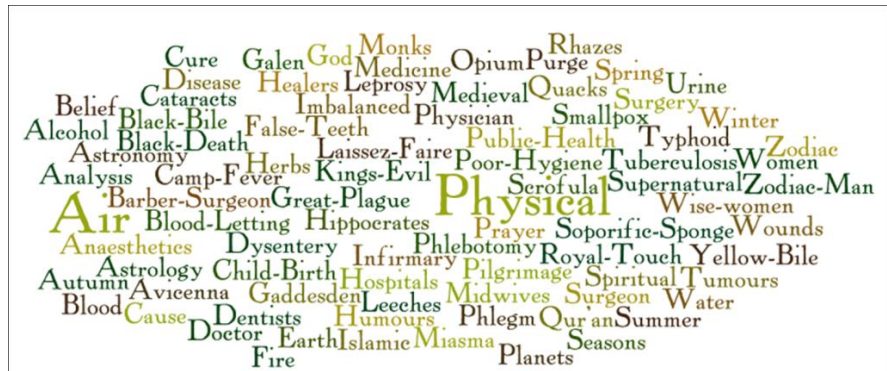 Cure Galen God Monks Medicine Opium Purge Rhazes
Disease Healers Leprosy Medieval Quacks Spring Urine
Belief Cataracts Imbalanced Physician Smallpox Surgery Winter
Alcohol Black-Bile False-Teeth Public-Health Typhoid Zodiac
Black-Death Laissez-Faire Poor-Hygiene Tuberculosis Women
Astronomy Herbs Kings-Evil
Analysis Camp-Fever Physical Scrofula Supernatural Zodiac-Man
Air Barber-Surgeon Great-Plague Wise-women
Blood-Letting Hippocrates Prayer Soporific-Sponge Wounds
Anaesthetics Dysentery Phlebotomy Royal-Touch Yellow-Bile
Astrology Child-Birth Infirmary Pilgrimage Spiritual Tumours
Autumn Avicenna Gaddesden Hospitals Midwives Surgeon Water
Blood Cause Dentists Leeches Humours Phlegm Qur'an Summer
Doctor Earth Islamic Miasma Seasons
Fire Planets